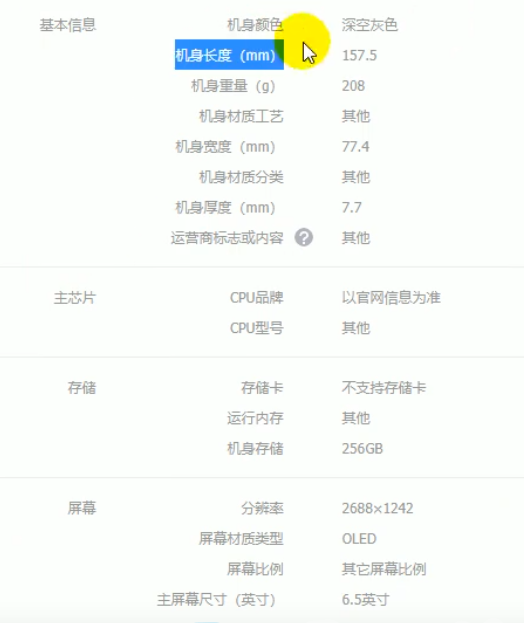 基本信息 机身颜色 深空灰色
机身长度（mm） 157.5
机身重量（g） 208
机身材质工艺 其他
机身宽度（mm） 77.4
机身材质分类 其他
机身厚度（mm） 7.7
运营商标志或内容 ? 其他
主芯片 CPU品牌 以官网信息为准
CPU型号 其他
存储 存储卡 不支持存储卡
运行内存 其他
机身存储 256GB
屏幕 分辨率 2688×1242
屏幕材质类型 OLED
屏幕比例 其它屏幕比例
主屏幕尺寸（英寸） 6.5英寸